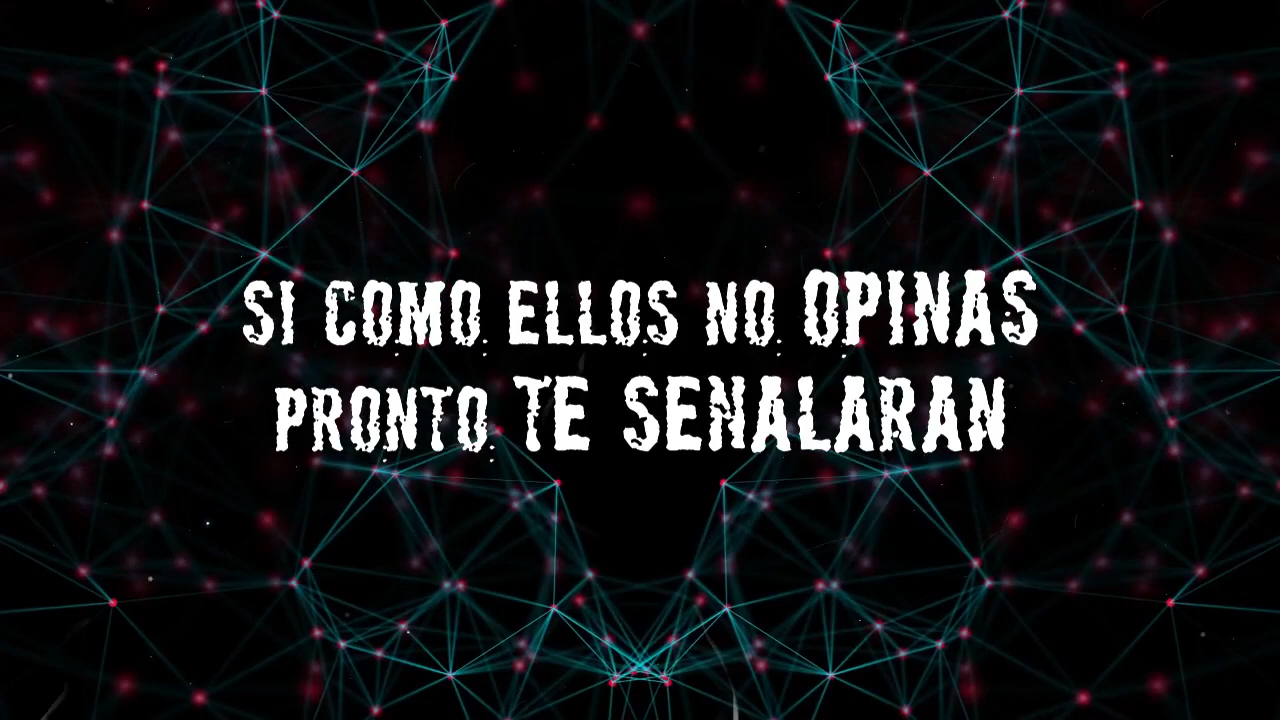 SI COMO ELLOS NO OPINAS
PRONTO TE SENALARAN